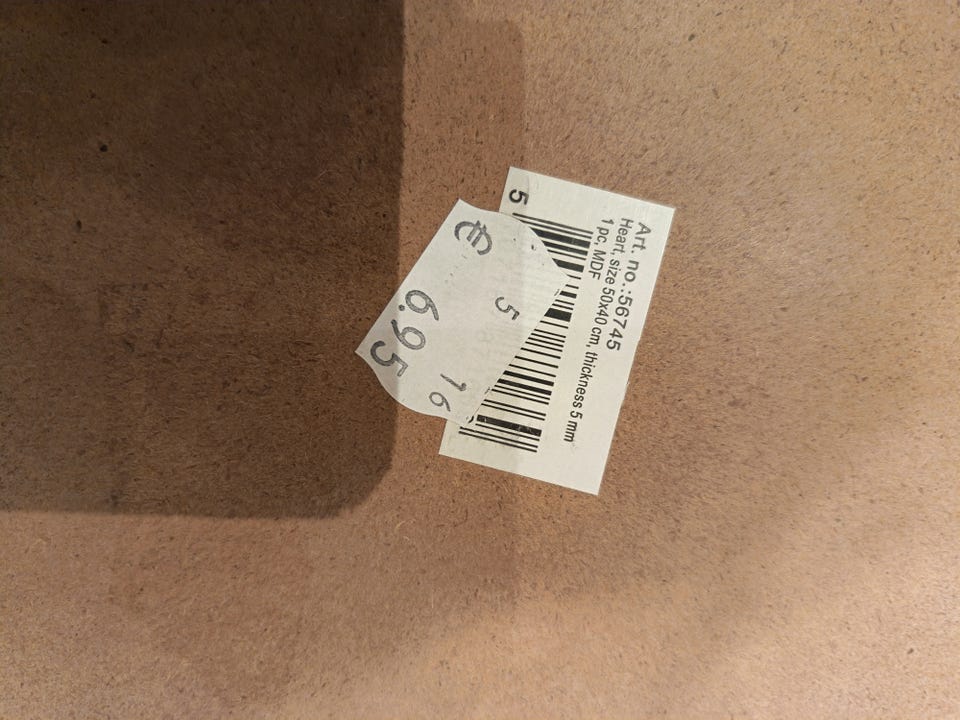 Art. no.:56745
Heart, size 50x40 cm, thickness 5 mm
1 pc, MDF
5
5 16
€ 6.95